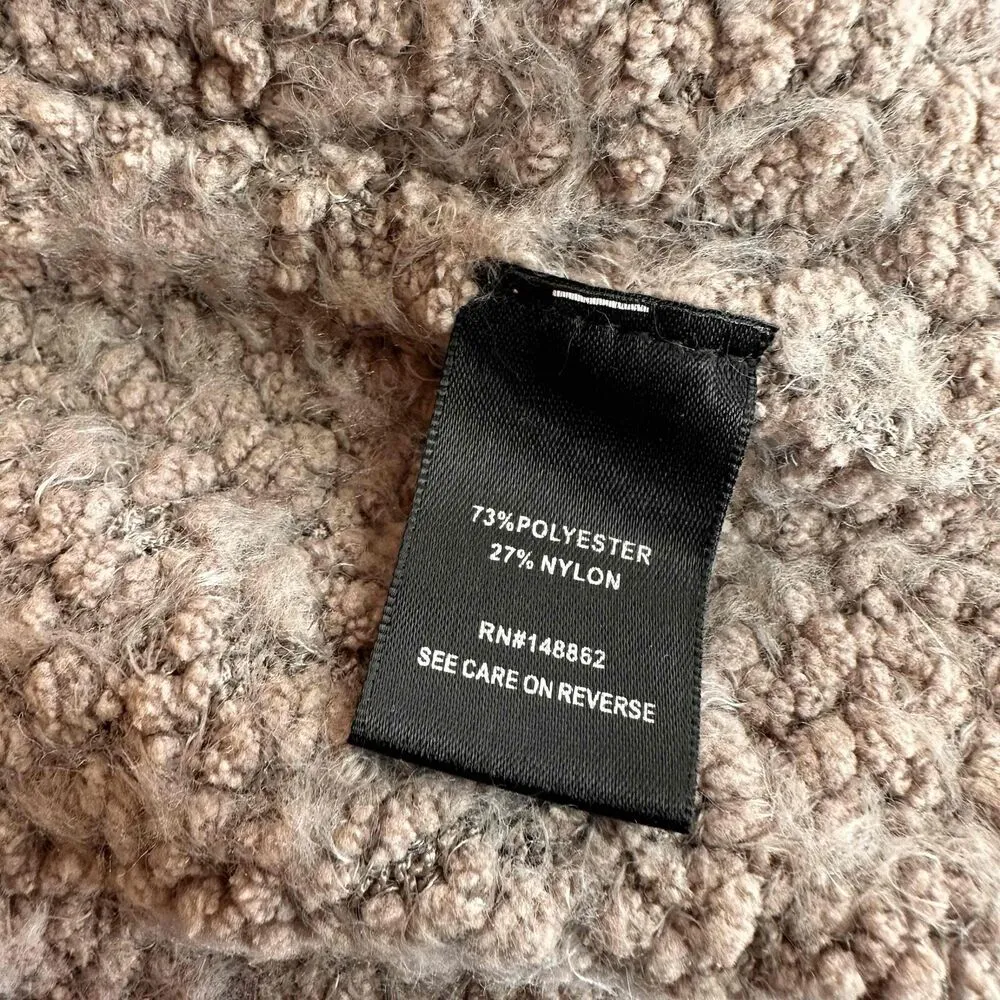 73%POLYESTER
27% NYLON
RN#148862
SEE CARE ON REVERSE